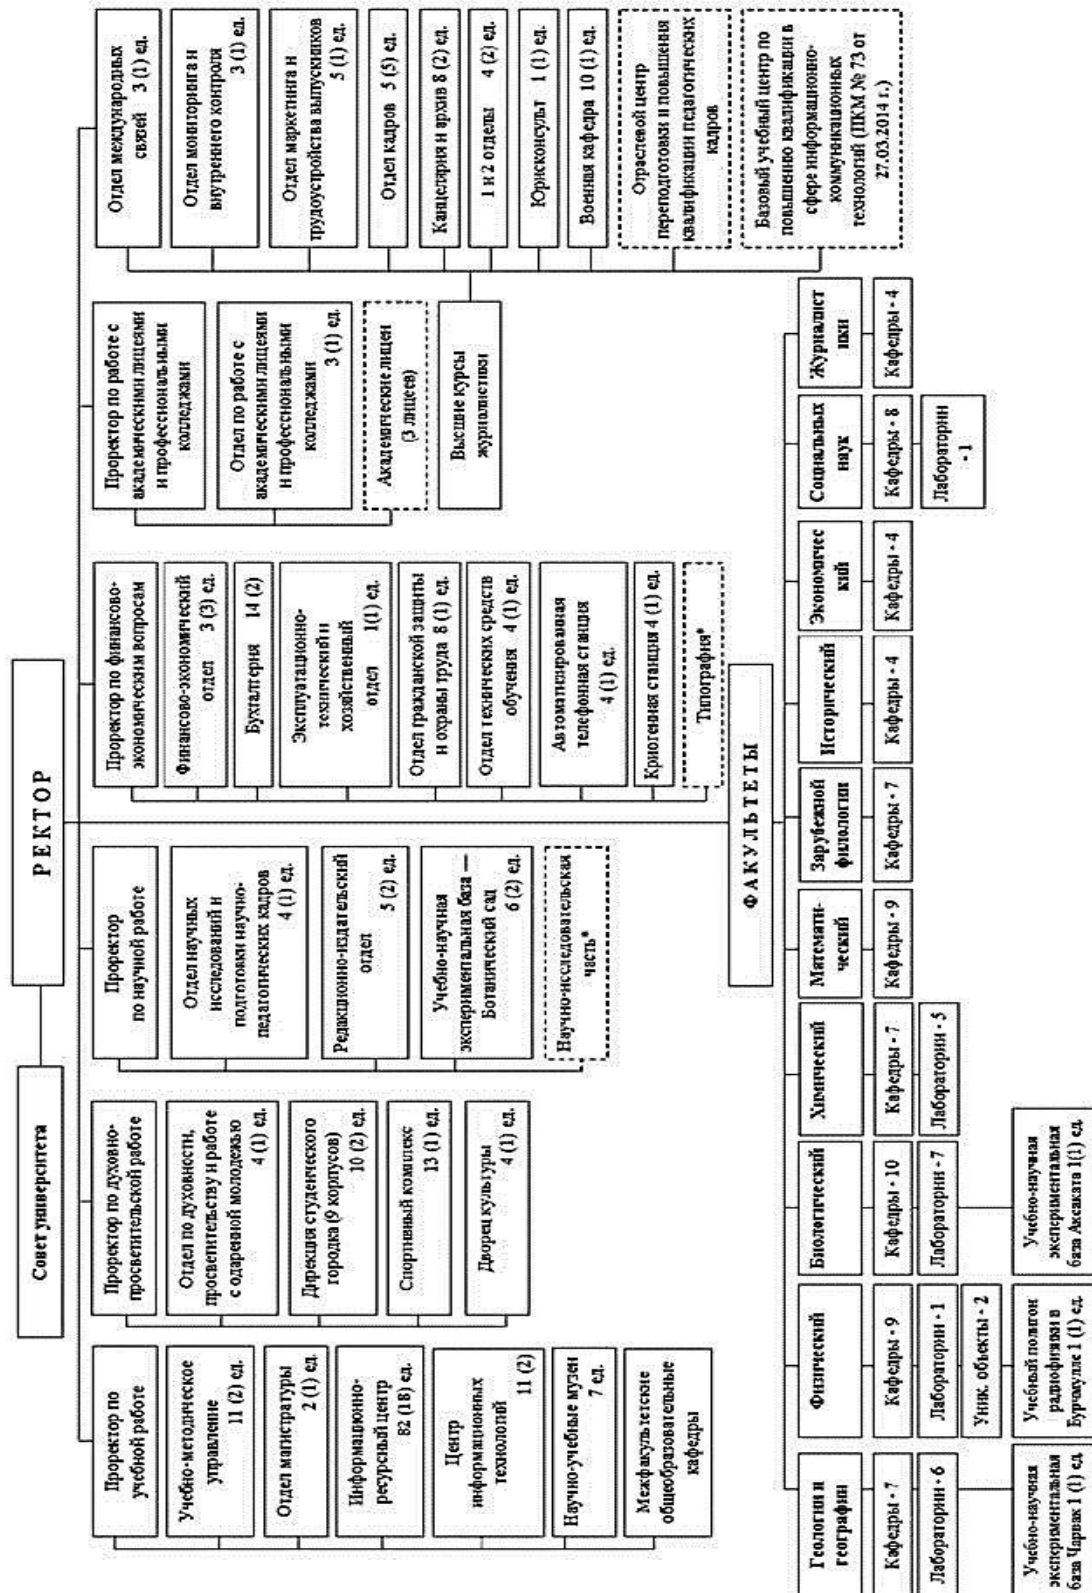 РЕКТОР
Совет университета
Проректор по
учебной работе
Учебно-методическое
управление
11 (2) ед.
Отдел магистратуры
2 (1) ед.
Информационно-
ресурсный центр
82 (18) ед.
Центр
информационных
технологий
11 (2)
Научно-учебные музеи
7 ед.
Межфакультетские
общеобразовательные
кафедры
Проректор по духовно-
просветительской работе
Отдел по духовности,
просветительству и работе
с одаренной молодежью
4 (1) ед.
Дирекция студенческого
городка (9 корпусов)
10 (2) ед.
Спортивный комплекс
13 (1) ед.
Дворец культуры
4 (1) ед.
Проректор
по научной работе
Отдел научных
исследований и
подготовки научно-
педагогических кадров
4 (1) ед.
Редакционно-издательский
отдел
5 (2) ед.
Учебно-научная
экспериментальная база —
Ботанический сад
6 (2) ед.
Научно-исследовательская
часть*
Проректор по финансово-
экономическим вопросам
Финансово-экономический
отдел 3 (3) ед.
Бухгалтерия 14 (2)
Эксплуатационно-
технический и
хозяйственный
отдел 1(1) ед.
Отдел гражданской защиты
и охраны труда 8 (1) ед.
Отдел технических средств
обучения 4 (1) ед.
Автоматизированная
телефонная станция
4 (1) ед.
Криогенная станция 4 (1) ед.
Типография*
Проректор по работе с
академическими лицеями
и профессиональными
колледжами
Отдел по работе с
академическими лицеями
и профессиональными
колледжами
3 (1) ед.
Академические лицеи
(3 лицеев)
Высшие курсы
журналистики
Отдел международных
связей 3 (1) ед.
Отдел мониторинга и
внутреннего контроля
3 (1) ед.
Отдел маркетинга и
трудоустройства выпускников
5 (1) ед.
Отдел кадров 5 (5) ед.
Канцелярия и архив 8 (2) ед.
1 и 2 отделы 4 (2) ед.
Юрисконсульт 1 (1) ед.
Военная кафедра 10 (1) ед.
Отраслевой центр
переподготовки и повышения
квалификации педагогических
кадров
Базовый учебный центр по
повышению квалификации в
сфере информационно-
коммуникационных
технологий (ПКМ № 73 от
27.03.2014 г.)
ФАКУЛЬТЕТЫ
Геологии и
географии
Кафедры - 7
Лаборатории - 6
Учебно-научная
экспериментальная
база Чарвак 1 (1) ед.
Физический
Кафедры - 9
Лаборатории - 1
Уник. объекты - 2
Учебный полигон
радиофизики в
Бурчмулле 1 (1) ед.
Биологический
Кафедры - 10
Лаборатории - 7
Учебно-научная
экспериментальная
база Аксаката 1(1) ед.
Химический
Кафедры - 7
Лаборатории - 5
Математи-
ческий
Кафедры - 9
Зарубежной
филологии
Кафедры - 7
Исторический
Кафедры - 4
Экономичес
кий
Кафедры - 4
Социальных
наук
Кафедры - 8
Лаборатории
- 1
Журналист
ики
Кафедры - 4